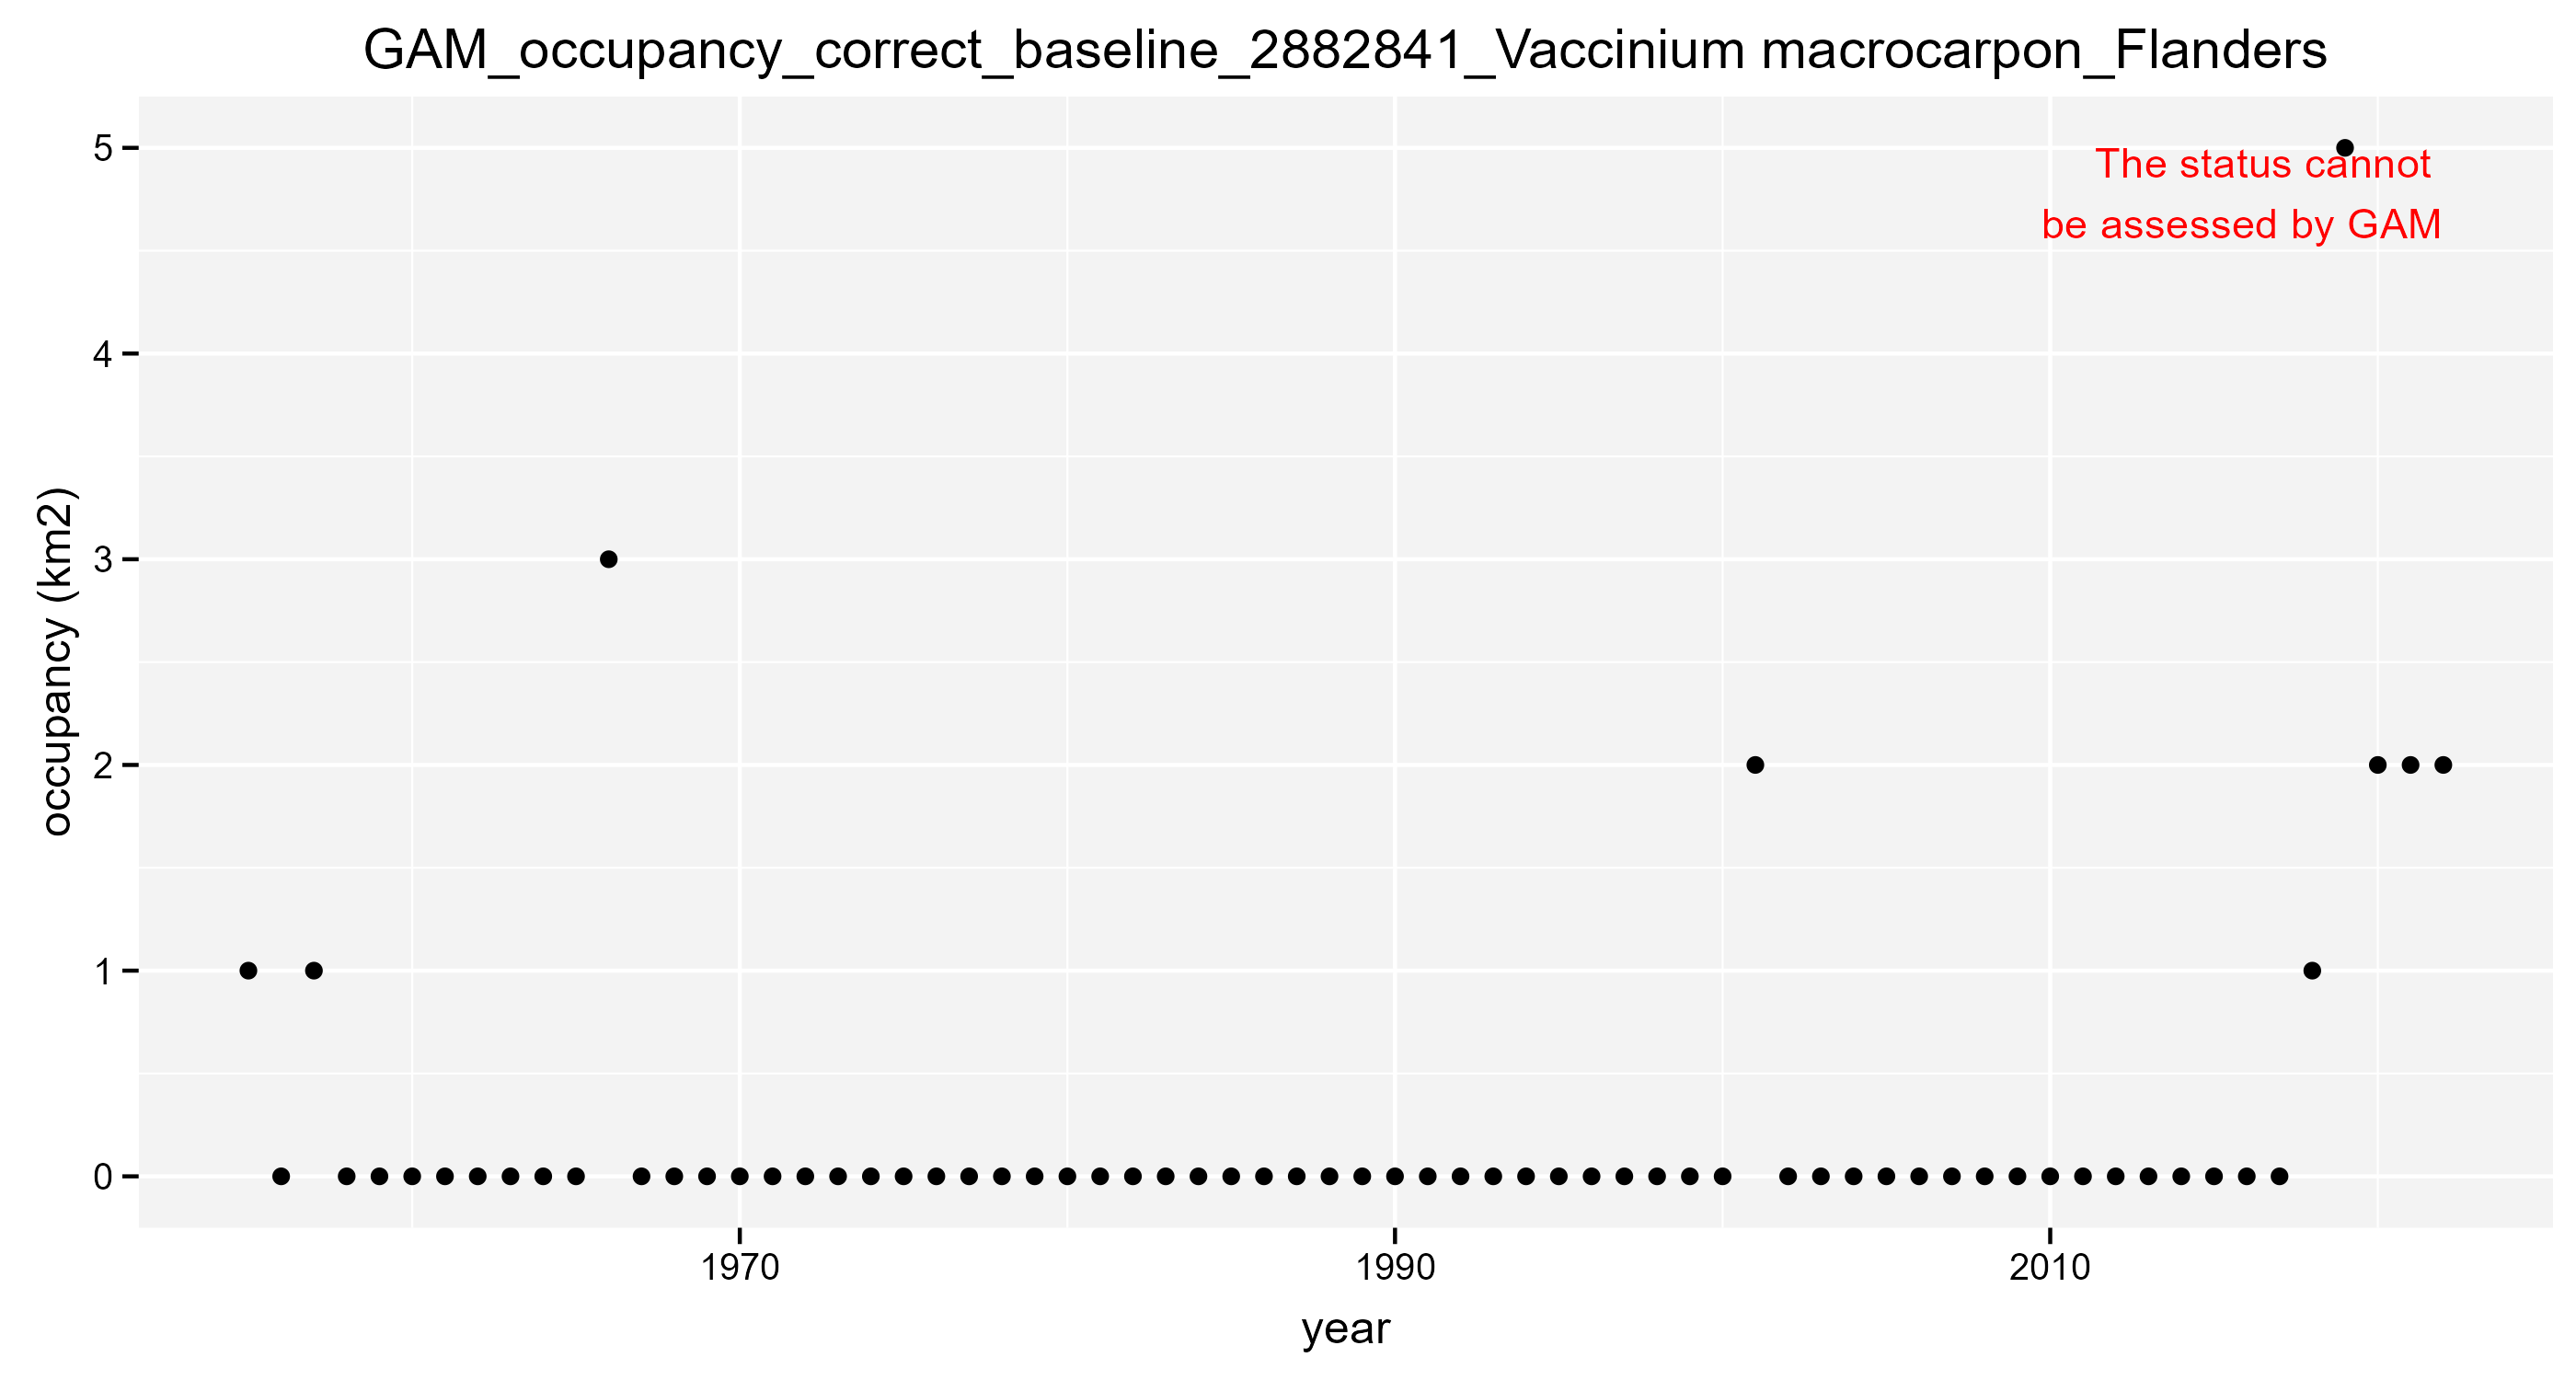 GAM_occupancy_correct_baseline_2882841_Vaccinium macrocarpon_Flanders
The status cannot
be assessed by GAM
occupancy (km2)
5
4
3
2
1
0
1970
1990
2010
year